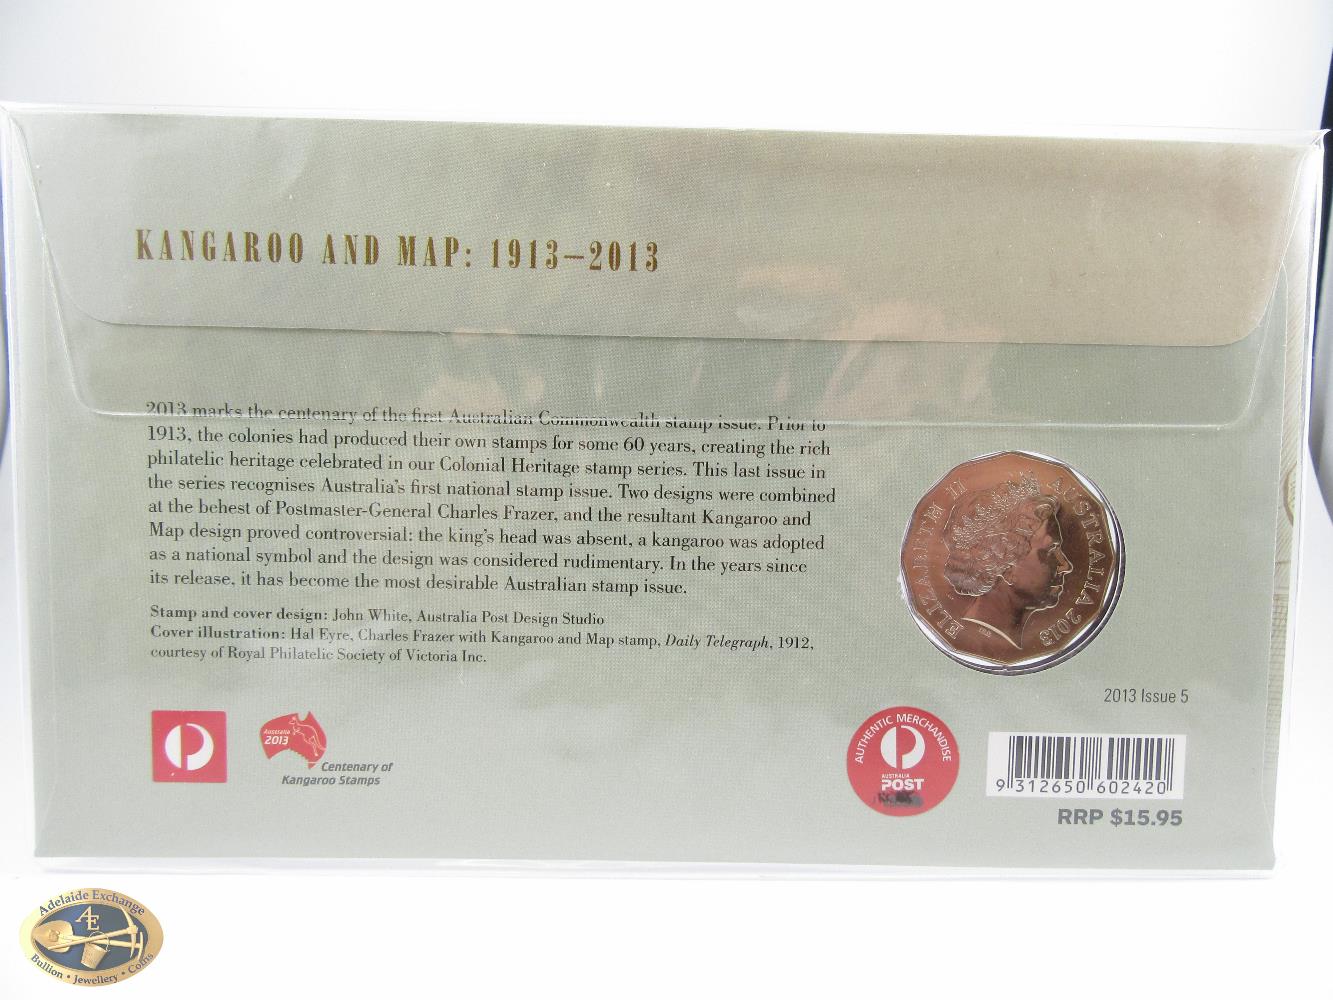 KANGAROO AND MAP: 1913–2013
2013 marks the centenary of the first Australian Commonwealth stamp issue. Prior to
1913, the colonies had produced their own stamps for some 60 years, creating the rich
philatelic heritage celebrated in our Colonial Heritage stamp series. This last issue in
the series recognises Australia's first national stamp issue. Two designs were combined
at the behest of Postmaster-General Charles Frazer, and the resultant Kangaroo and
Map design proved controversial: the king's head was absent, a kangaroo was adopted
as a national symbol and the design was considered rudimentary. In the years since
its release, it has become the most desirable Australian stamp issue.
Stamp and cover design: John White, Australia Post Design Studio
Cover illustration: Hal Eyre, Charles Frazer with Kangaroo and Map stamp, Daily Telegraph, 1912,
courtesy of Royal Philatelic Society of Victoria Inc.
ELIZABETH II AUSTRALIA 2013
2013 Issue 5
Australia
2013
Centenary of
Kangaroo Stamps
AUTHENTIC MERCHANDISE
AUSTRALIA
POST
9 312650 602420
RRP $15.95
Adelaide Exchange
AE
Bullion • Jewellery • Coins